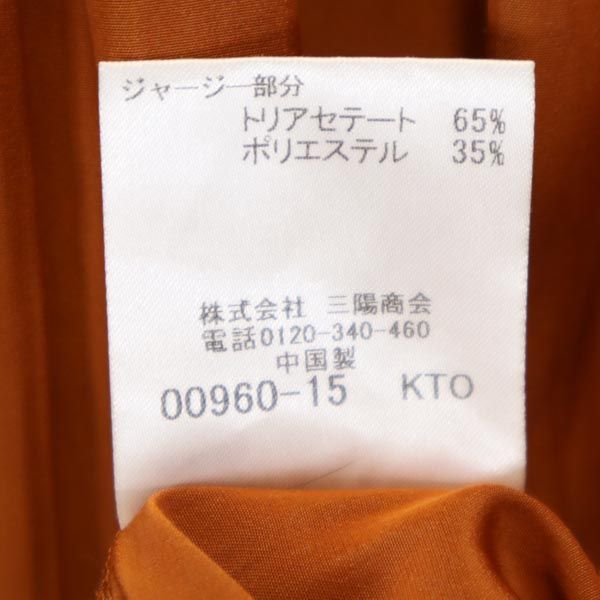 ジャージー部分
トリアセテート 65%
ポリエステル 35%
株式会社 三陽商会
電話0120-340-460
中国製
00960-15 KTO